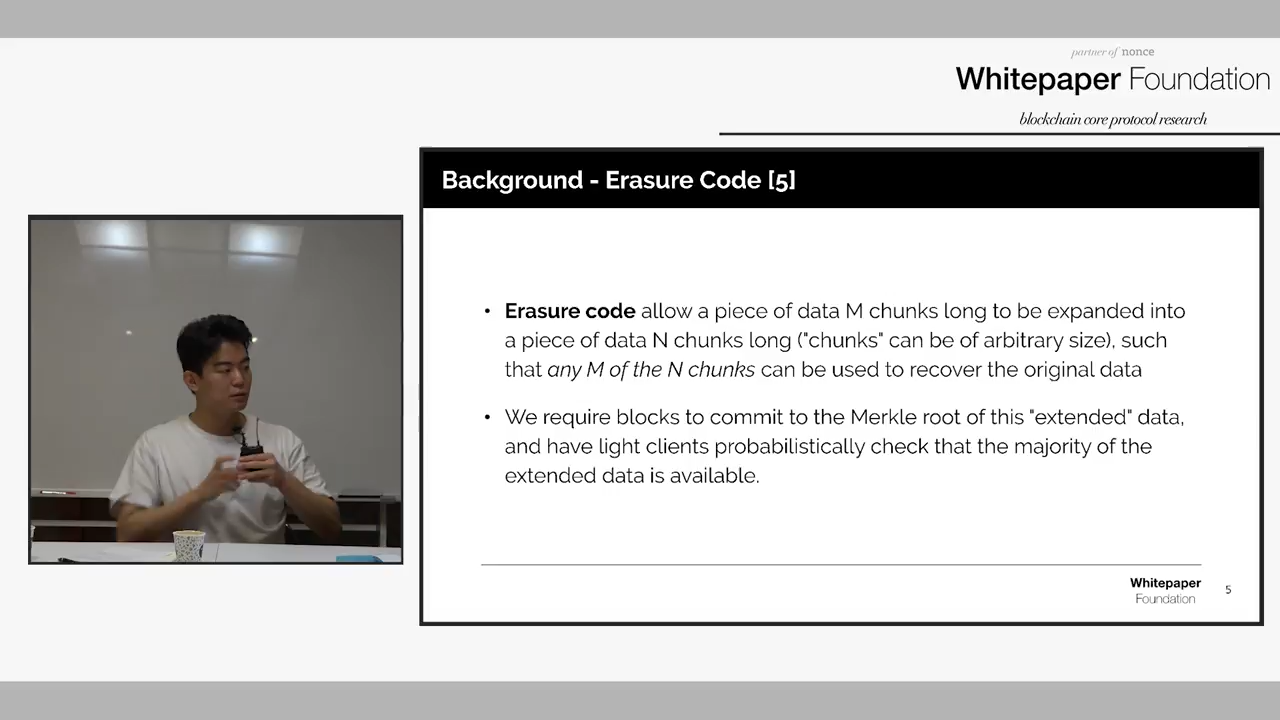 partner of nonce
Whitepaper Foundation
blockchain core protocol research
Background - Erasure Code [5]
• Erasure code allow a piece of data M chunks long to be expanded into
a piece of data N chunks long ("chunks" can be of arbitrary size), such
that any M of the N chunks can be used to recover the original data
• We require blocks to commit to the Merkle root of this "extended" data,
and have light clients probabilistically check that the majority of the
extended data is available.
Whitepaper
Foundation
5